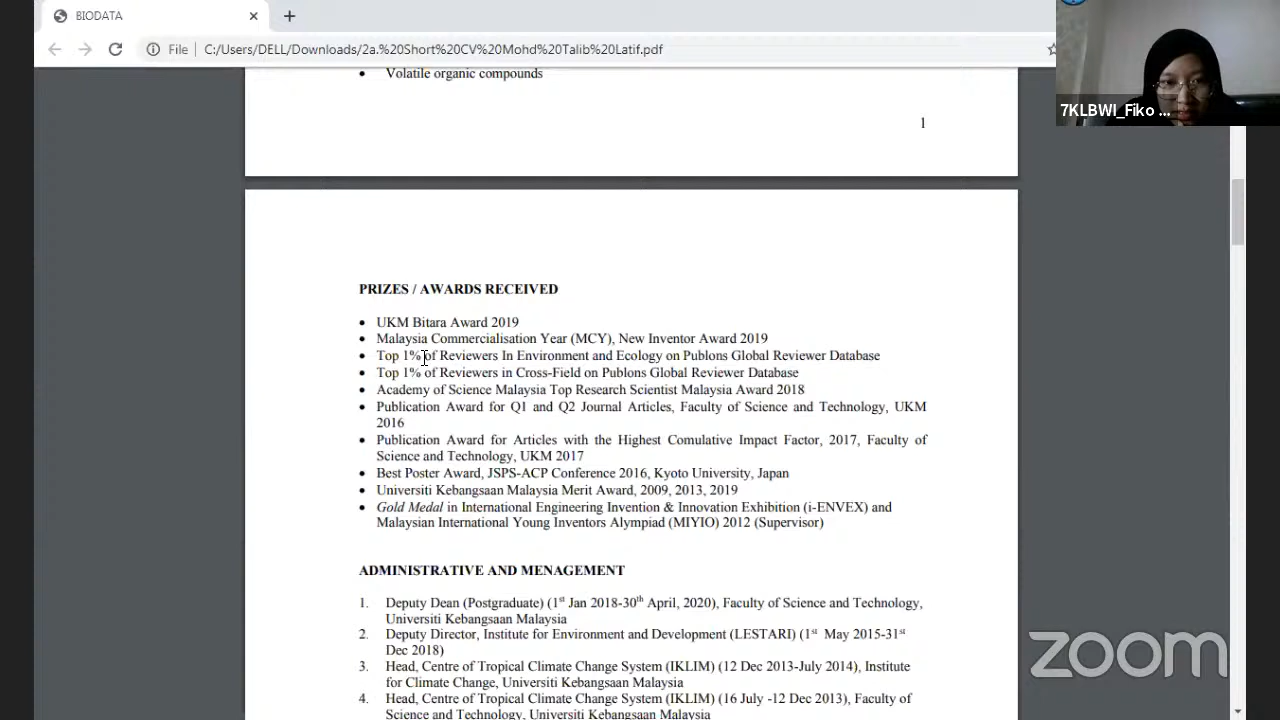 BIODATA
File
C:/Users/DELL/Downloads/2a.%20Short%20CV%20Mohd%20Talib%20Latif.pdf
7KLBWI_Fiko ...
• Volatile organic compounds
1
PRIZES / AWARDS RECEIVED
• UKM Bitara Award 2019
• Malaysia Commercialisation Year (MCY), New Inventor Award 2019
• Top 1% of Reviewers In Environment and Ecology on Publons Global Reviewer Database
• Top 1% of Reviewers in Cross-Field on Publons Global Reviewer Database
• Academy of Science Malaysia Top Research Scientist Malaysia Award 2018
• Publication Award for Q1 and Q2 Journal Articles, Faculty of Science and Technology, UKM
2016
• Publication Award for Articles with the Highest Comulative Impact Factor, 2017, Faculty of
Science and Technology, UKM 2017
• Best Poster Award, JSPS-ACP Conference 2016, Kyoto University, Japan
• Universiti Kebangsaan Malaysia Merit Award, 2009, 2013, 2019
• Gold Medal in International Engineering Invention & Innovation Exhibition (i-ENVEX) and
Malaysian International Young Inventors Alympiad (MIYIO) 2012 (Supervisor)
ADMINISTRATIVE AND MENAGEMENT
1. Deputy Dean (Postgraduate) (1st Jan 2018-30th April, 2020), Faculty of Science and Technology,
Universiti Kebangsaan Malaysia
2. Deputy Director, Institute for Environment and Development (LESTARI) (1st May 2015-31st
Dec 2018)
3. Head, Centre of Tropical Climate Change System (IKLIM) (12 Dec 2013-July 2014), Institute
for Climate Change, Universiti Kebangsaan Malaysia
4. Head, Centre of Tropical Climate Change System (IKLIM) (16 July -12 Dec 2013), Faculty of
Science and Technology, Universiti Kebangsaan Malaysia
zoom